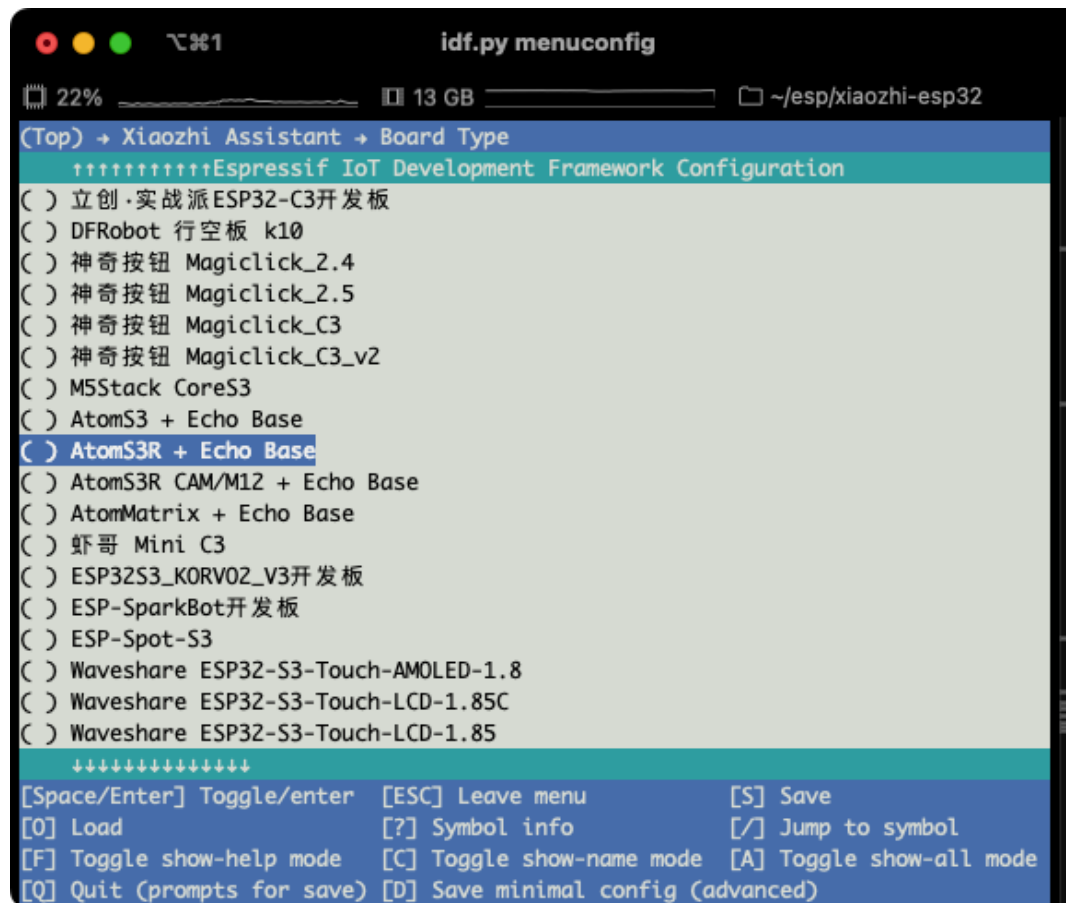 ⌥⌘1 idf.py menuconfig
22% 13 GB ~/esp/xiaozhi-esp32
(Top) → Xiaozhi Assistant → Board Type
↑↑↑↑↑↑↑↑↑↑↑Espressif IoT Development Framework Configuration
( ) 立创·实战派ESP32-C3开发板
( ) DFRobot 行空板 k10
( ) 神奇按钮 Magiclick_2.4
( ) 神奇按钮 Magiclick_2.5
( ) 神奇按钮 Magiclick_C3
( ) 神奇按钮 Magiclick_C3_v2
( ) M5Stack CoreS3
( ) AtomS3 + Echo Base
( ) AtomS3R + Echo Base
( ) AtomS3R CAM/M12 + Echo Base
( ) AtomMatrix + Echo Base
( ) 虾哥 Mini C3
( ) ESP32S3_KORVO2_V3开发板
( ) ESP-SparkBot开发板
( ) ESP-Spot-S3
( ) Waveshare ESP32-S3-Touch-AMOLED-1.8
( ) Waveshare ESP32-S3-Touch-LCD-1.85C
( ) Waveshare ESP32-S3-Touch-LCD-1.85
↓↓↓↓↓↓↓↓↓↓↓↓↓↓
[Space/Enter] Toggle/enter [ESC] Leave menu [S] Save
[O] Load [?] Symbol info [/] Jump to symbol
[F] Toggle show-help mode [C] Toggle show-name mode [A] Toggle show-all mode
[Q] Quit (prompts for save) [D] Save minimal config (advanced)